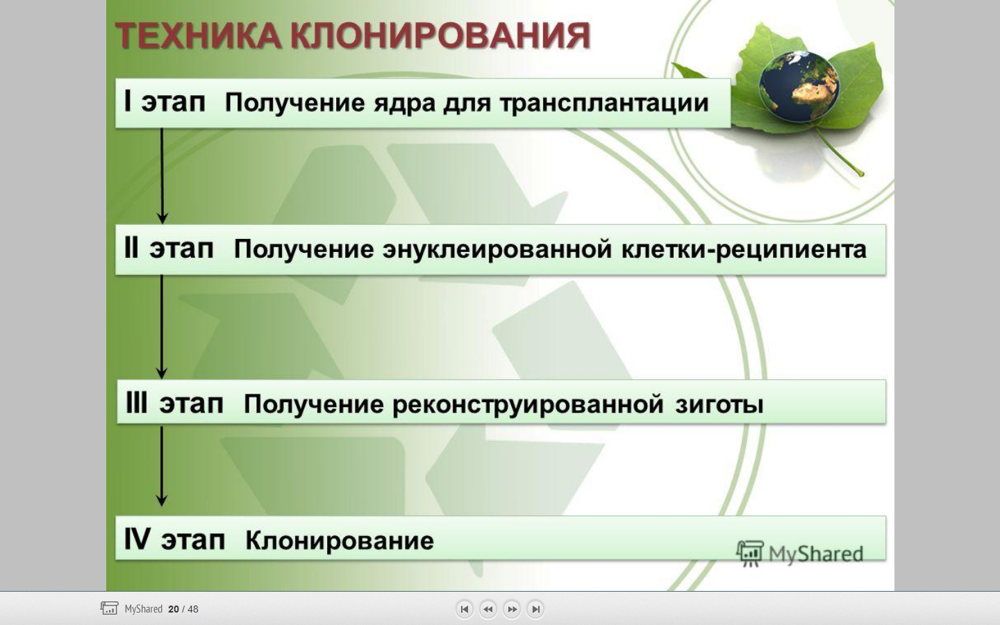 ТЕХНИКА КЛОНИРОВАНИЯ
I этап Получение ядра для трансплантации
II этап Получение энуклеированной клетки-реципиента
III этап Получение реконструированной зиготы
IV этап Клонирование
MyShared
MyShared 20 / 48